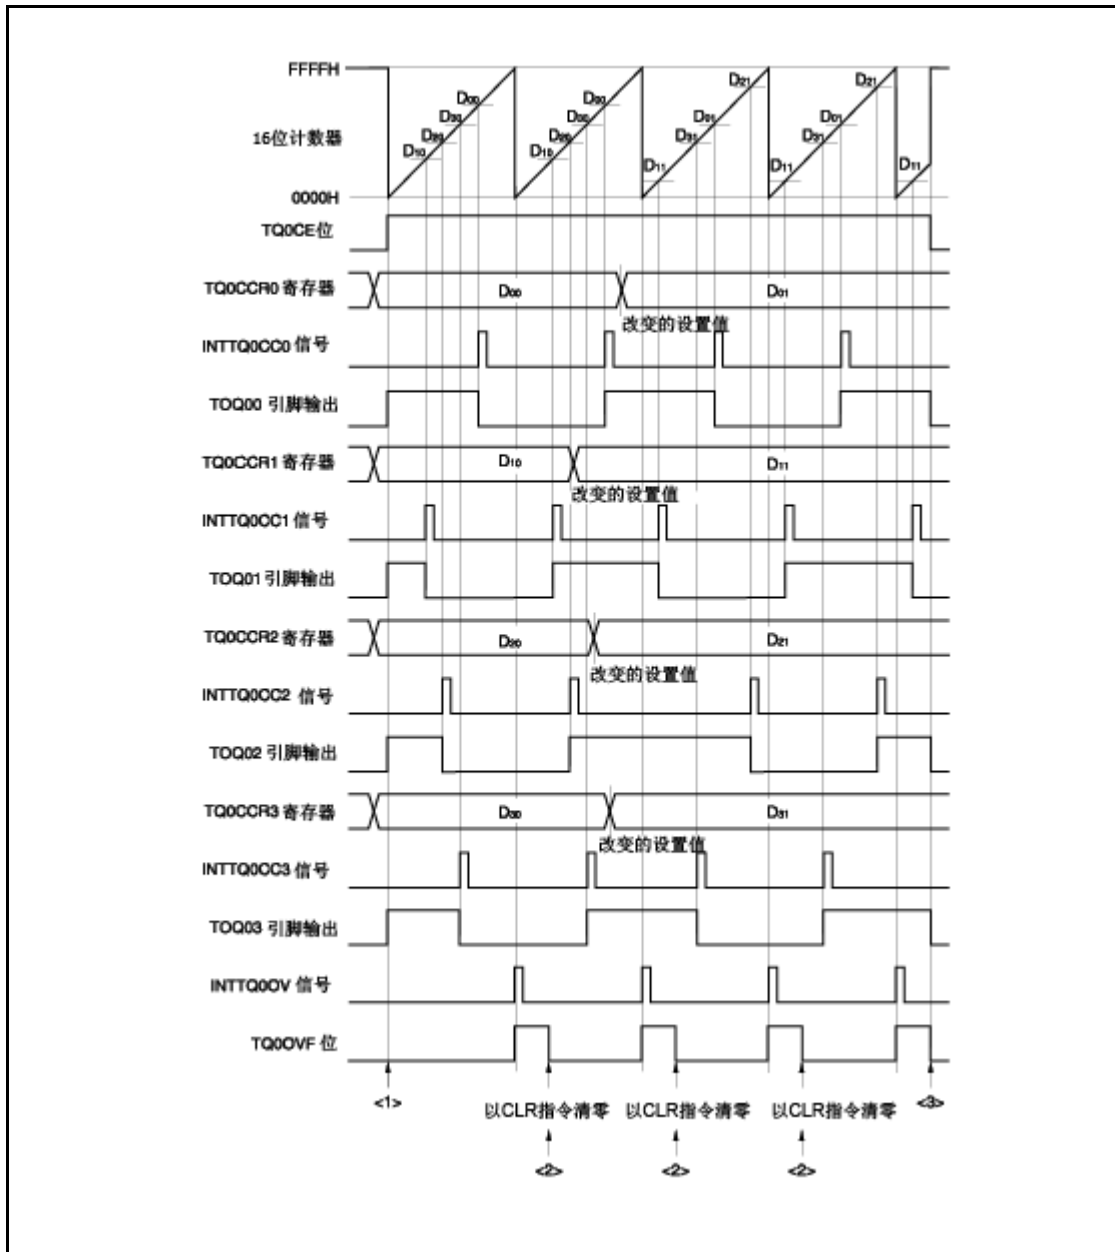 FFFFH
D00 D00 D21 D21
D30 D30 D01 D01
D20 D20 D31 D31
D10 D10 D11 D11 D11
16位计数器
0000H
TQ0CE位
TQ0CCR0 寄存器 D00 D01
改变的设置值
INTTQ0CC0 信号
TOQ00 引脚输出
TQ0CCR1 寄存器 D10 D11
改变的设置值
INTTQ0CC1 信号
TOQ01 引脚输出
TQ0CCR2 寄存器 D20 D21
改变的设置值
INTTQ0CC2 信号
TOQ02 引脚输出
TQ0CCR3 寄存器 D30 D31
改变的设置值
INTTQ0CC3 信号
TOQ03 引脚输出
INTTQ0OV 信号
TQ0OVF 位
<1> 以CLR指令清零 以CLR指令清零 以CLR指令清零 <3>
<2> <2> <2>